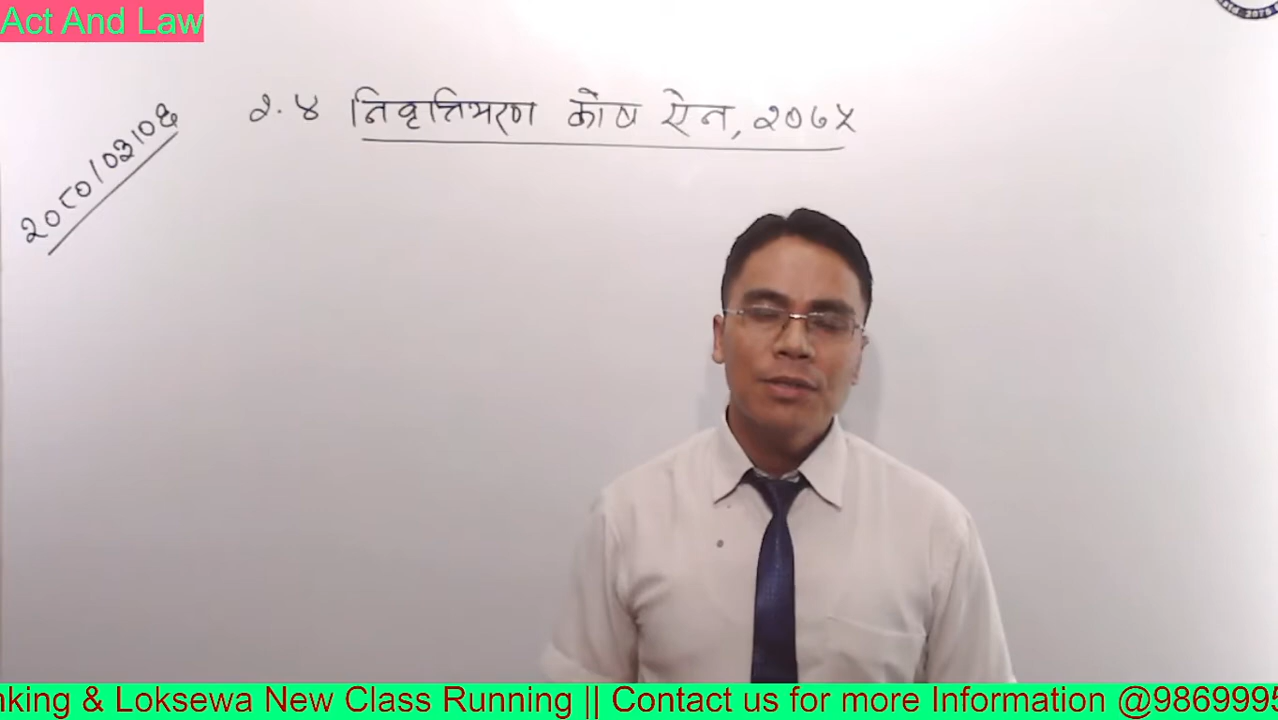 Act And Law
२.४ निवृत्तिभरण कोष ऐन, २०७५
२०८०/०३/०६
nking & Loksewa New Class Running || Contact us for more Information @9869995